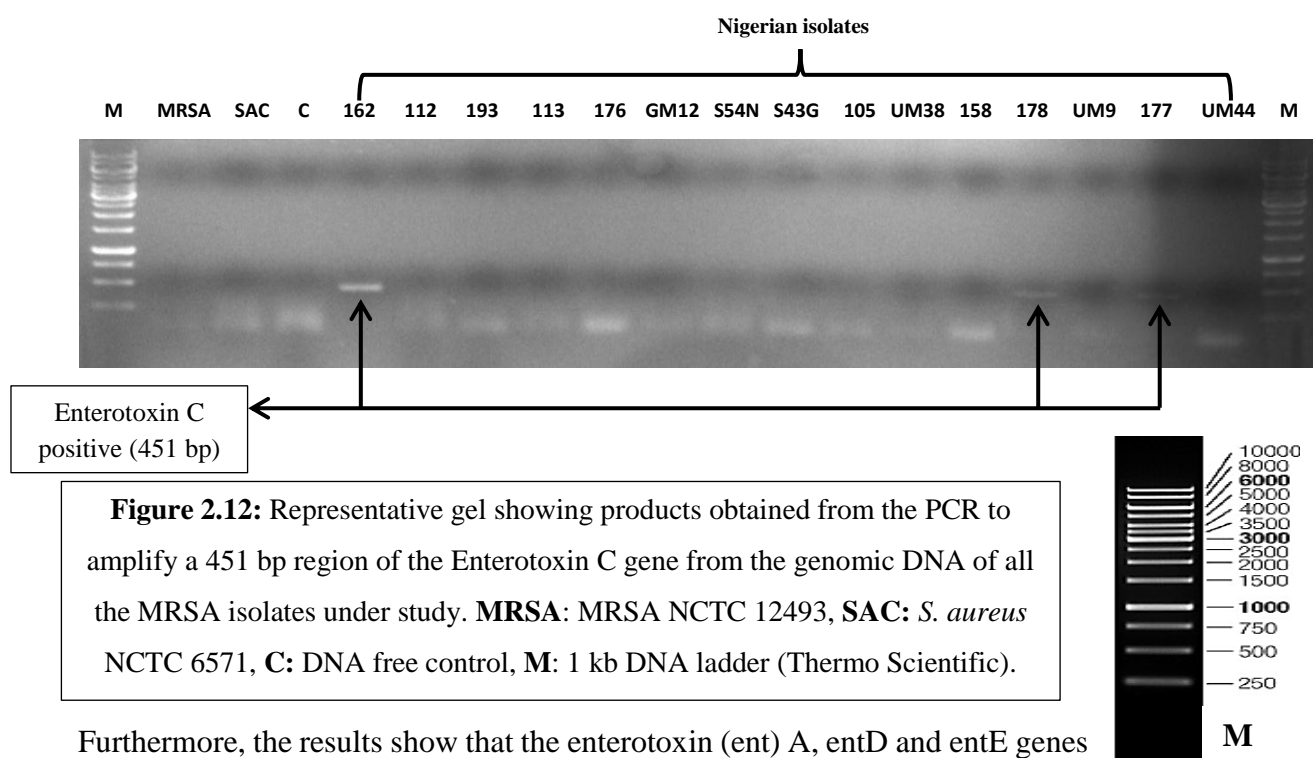 Nigerian isolates
M MRSA SAC C 162 112 193 113 176 GM12 S54N S43G 105 UM38 158 178 UM9 177 UM44 M
Enterotoxin C
positive (451 bp)
Figure 2.12: Representative gel showing products obtained from the PCR to
amplify a 451 bp region of the Enterotoxin C gene from the genomic DNA of all
the MRSA isolates under study. MRSA: MRSA NCTC 12493, SAC: S. aureus
NCTC 6571, C: DNA free control, M: 1 kb DNA ladder (Thermo Scientific).
10000
8000
6000
5000
4000
3500
3000
2500
2000
1500
1000
750
500
250
M
Furthermore, the results show that the enterotoxin (ent) A, entD and entE genes